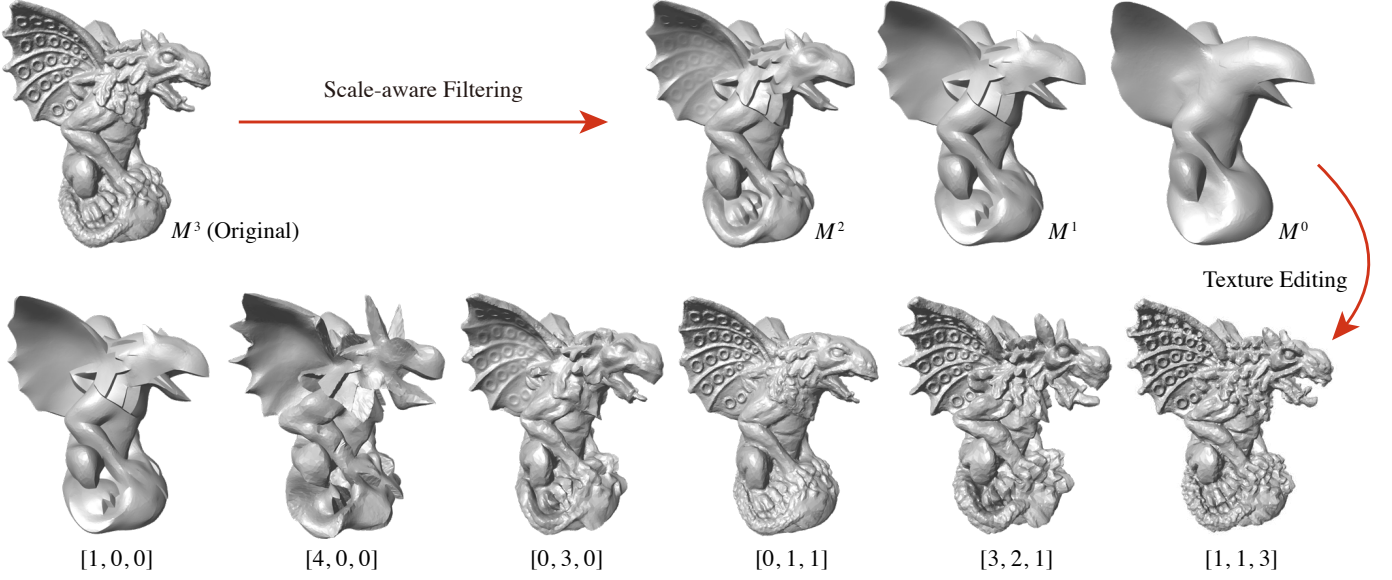 Scale-aware Filtering
M³ (Original)
M²
M¹
M⁰
Texture Editing
[1, 0, 0]
[4, 0, 0]
[0, 3, 0]
[0, 1, 1]
[3, 2, 1]
[1, 1, 3]